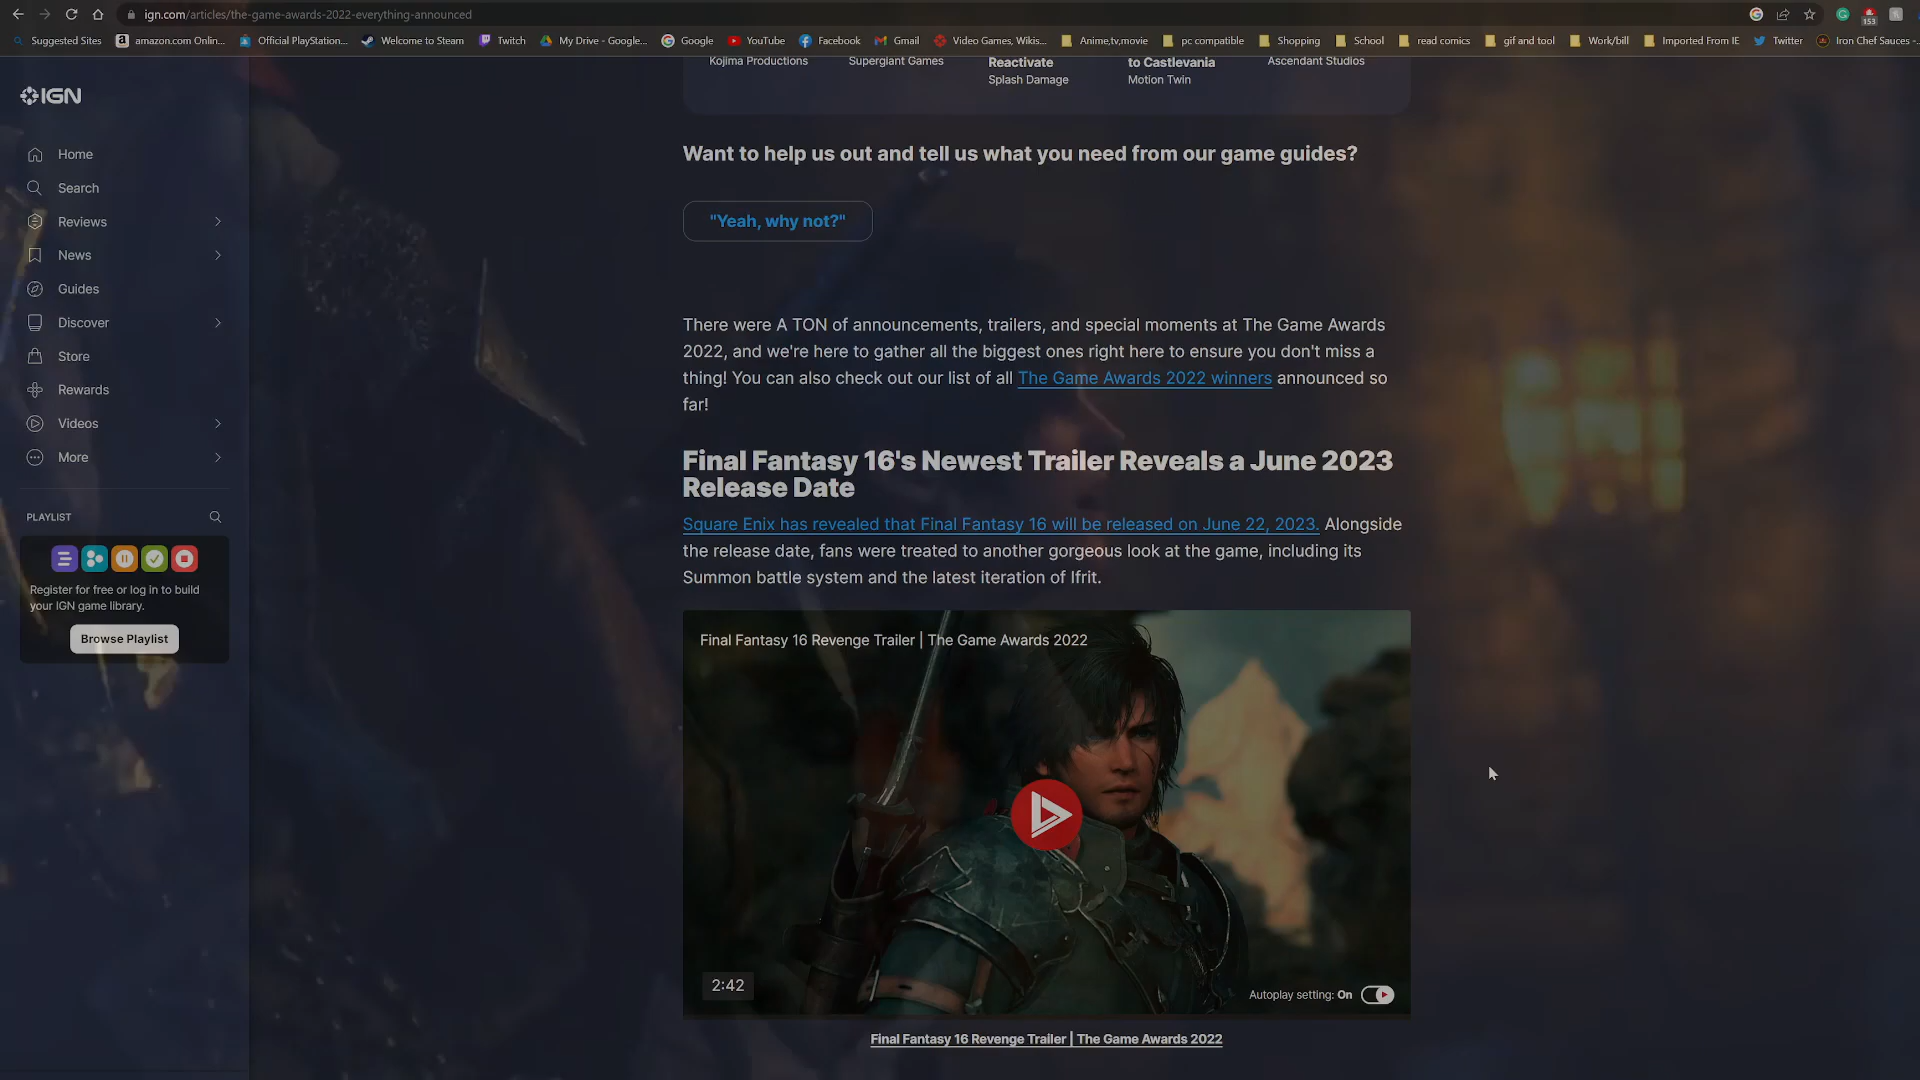 ign.com/articles/the-game-awards-2022-everything-announced
153
Suggested Sites
amazon.com Onlin...
Official PlayStation...
Welcome to Steam
Twitch
My Drive - Google...
Google
YouTube
Facebook
Gmail
Video Games, Wikis...
Anime,tv,movie
pc compatible
Shopping
School
read comics
gif and tool
Work/bill
Imported From IE
Twitter
Iron Chef Sauces -...
IGN
Home
Search
Reviews
News
Guides
Discover
Store
Rewards
Videos
More
PLAYLIST
Register for free or log in to build
your IGN game library.
Browse Playlist
Kojima Productions
Supergiant Games
Reactivate
Splash Damage
to Castlevania
Motion Twin
Ascendant Studios
Want to help us out and tell us what you need from our game guides?
"Yeah, why not?"
There were A TON of announcements, trailers, and special moments at The Game Awards
2022, and we're here to gather all the biggest ones right here to ensure you don't miss a
thing! You can also check out our list of all The Game Awards 2022 winners announced so
far!
Final Fantasy 16's Newest Trailer Reveals a June 2023
Release Date
Square Enix has revealed that Final Fantasy 16 will be released on June 22, 2023. Alongside
the release date, fans were treated to another gorgeous look at the game, including its
Summon battle system and the latest iteration of Ifrit.
Final Fantasy 16 Revenge Trailer | The Game Awards 2022
2:42
Autoplay setting: On
Final Fantasy 16 Revenge Trailer | The Game Awards 2022